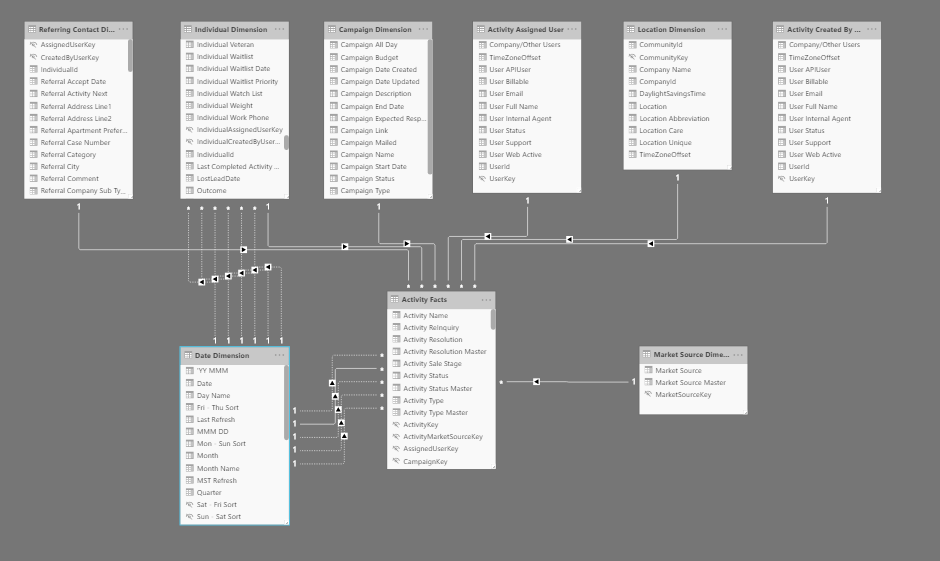 Referring Contact Di...
AssignedUserKey
CreatedByUserKey
IndividualId
Referral Accept Date
Referral Activity Next
Referral Address Line1
Referral Address Line2
Referral Apartment Prefer...
Referral Case Number
Referral Category
Referral City
Referral Comment
Referral Company Sub Ty...
Individual Dimension
Individual Veteran
Individual Waitlist
Individual Waitlist Date
Individual Waitlist Priority
Individual Watch List
Individual Weight
Individual Work Phone
IndividualAssignedUserKey
IndividualCreatedByUser...
IndividualId
Last Completed Activity ...
LostLeadDate
Outcome
Campaign Dimension
Campaign All Day
Campaign Budget
Campaign Date Created
Campaign Date Updated
Campaign Description
Campaign End Date
Campaign Expected Resp...
Campaign Link
Campaign Mailed
Campaign Name
Campaign Start Date
Campaign Status
Campaign Type
Activity Assigned User
Company/Other Users
TimeZoneOffset
User APIUser
User Billable
User Email
User Full Name
User Internal Agent
User Status
User Support
User Web Active
UserId
UserKey
Location Dimension
CommunityId
CommunityKey
Company Name
CompanyId
DaylightSavingsTime
Location
Location Abbreviation
Location Care
Location Unique
TimeZoneOffset
Activity Created By ...
Company/Other Users
TimeZoneOffset
User APIUser
User Billable
User Email
User Full Name
User Internal Agent
User Status
User Support
User Web Active
UserId
UserKey
1
* * * * * * 1
1
1
1
1
* * * * * *
1 1 1 1 1 1
Date Dimension
'YY MMM
Date
Day Name
Fri - Thu Sort
Last Refresh
MMM DD
Mon - Sun Sort
Month
Month Name
MST Refresh
Quarter
Sat - Fri Sort
Sun - Sat Sort
1
1
1
1
1
*
*
*
*
*
Activity Facts
Activity Name
Activity ReInquiry
Activity Resolution
Activity Resolution Master
Activity Sale Stage
Activity Status
Activity Status Master
Activity Type
Activity Type Master
ActivityKey
ActivityMarketSourceKey
AssignedUserKey
CampaignKey
* 1
Market Source Dime...
Market Source
Market Source Master
MarketSourceKey